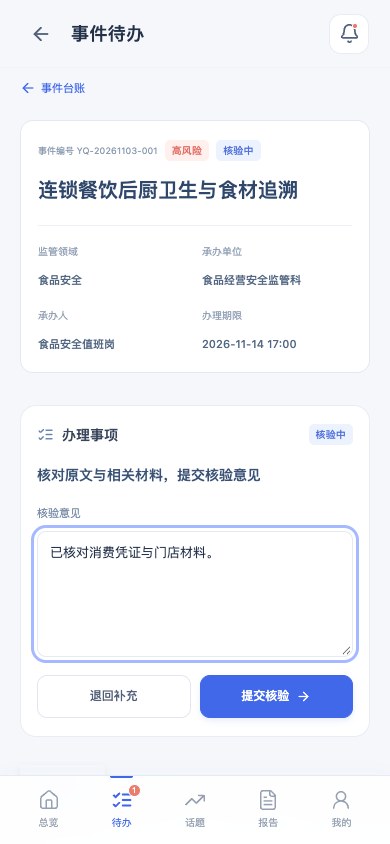 事件待办
事件台账
事件编号 YQ-20261103-001 高风险 核验中
连锁餐饮后厨卫生与食材追溯
监管领域 承办单位
食品安全 食品经营安全监管科
承办人 办理期限
食品安全值班岗 2026-11-14 17:00
办理事项 核验中
核对原文与相关材料，提交核验意见
核验意见
已核对消费凭证与门店材料。
退回补充 提交核验
1
总览 待办 话题 报告 我的